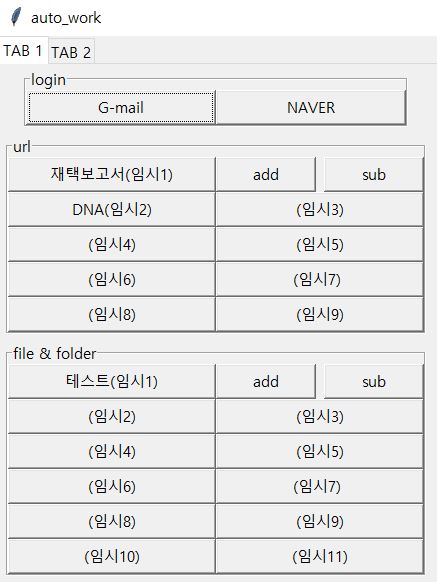 auto_work
TAB 1 TAB 2
login
G-mail NAVER
url
재택보고서(임시1) add sub
DNA(임시2) (임시3)
(임시4) (임시5)
(임시6) (임시7)
(임시8) (임시9)
file & folder
테스트(임시1) add sub
(임시2) (임시3)
(임시4) (임시5)
(임시6) (임시7)
(임시8) (임시9)
(임시10) (임시11)